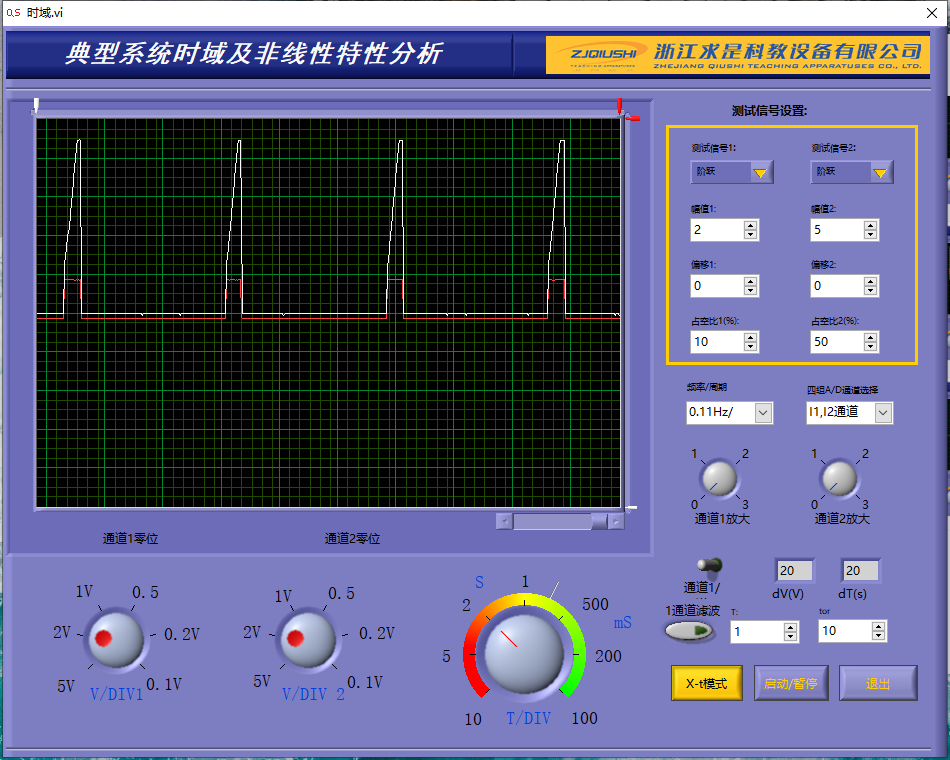 时域.vi
典型系统时域及非线性特性分析
ZJQIUSHI
浙江求是科教设备有限公司
ZHEJIANG QIUSHI TEACHING APPARATUSES CO., LTD.
测试信号设置:
测试信号1:
测试信号2:
阶跃
阶跃
幅值1:
幅值2:
2
5
偏移1:
偏移2:
0
0
占空比1(%):
占空比2(%):
10
50
频率/周期
四组A/D通道选择
0.11Hz/
I1,I2通道
1 2
0 3
通道1放大
1 2
0 3
通道2放大
通道1零位
通道2零位
1V 0.5
2V 0.2V
5V 0.1V
V/DIV1
1V 0.5
2V 0.2V
5V 0.1V
V/DIV 2
S 1
2 500
mS
5 200
10 100
T/DIV
通道1/
1通道滤波
20
20
dV(V)
dT(s)
T:
tor
1
10
X-t模式
启动/暂停
退出